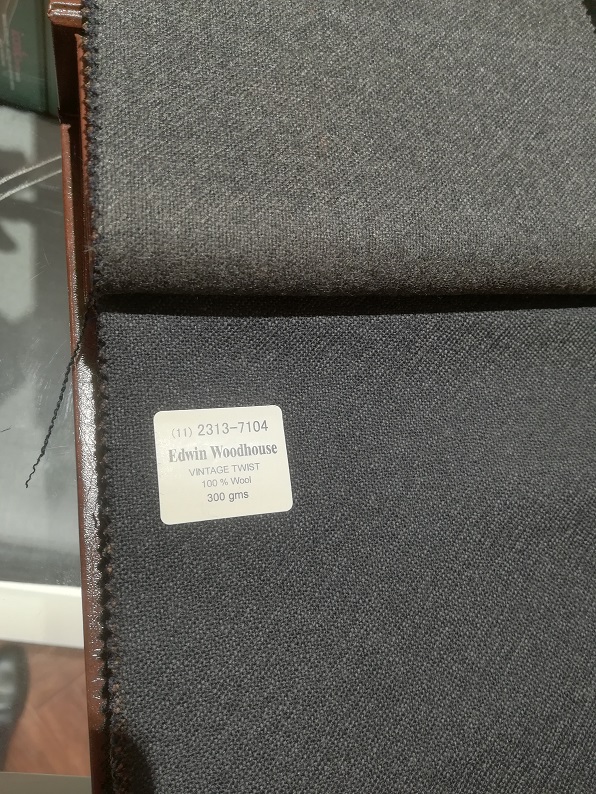 (11) 2313-7104
Edwin Woodhouse
VINTAGE TWIST
100 % Wool
300 gms